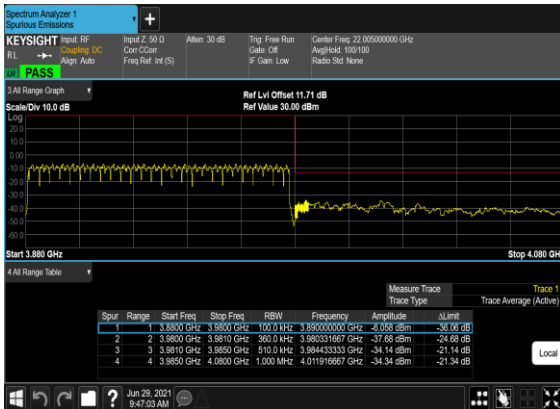 Spectrum Analyzer 1
Spurious Emissions
+
KEYSIGHT Input: RF Input Z: 50 Ω Atten: 30 dB Trig: Free Run Center Freq: 22.005000000 GHz
RL Coupling: DC Corr CCorr Gate: Off Avg|Hold: 100/100
Align: Auto Freq Ref: Int (S) IF Gain: Low Radio Std: None
PASS
3 All Range Graph
Ref Lvl Offset 11.71 dB
Scale/Div 10.0 dB Ref Value 30.00 dBm
Log
20.0
10.0
0.00
-10.0
-20.0
-30.0
-40.0
-50.0
-60.0
Start 3.880 GHz Stop 4.080 GHz
4 All Range Table
Measure Trace Trace 1
Trace Type Trace Average (Active)
Spur Range Start Freq Stop Freq RBW Frequency Amplitude ΔLimit
1 1 3.8800 GHz 3.9800 GHz 100.0 kHz 3.890000000 GHz -6.058 dBm -36.06 dB
2 2 3.9800 GHz 3.9810 GHz 360.0 kHz 3.980331667 GHz -37.68 dBm -24.68 dB
3 3 3.9810 GHz 3.9850 GHz 510.0 kHz 3.984433333 GHz -34.14 dBm -21.14 dB
4 4 3.9850 GHz 4.0800 GHz 1.000 MHz 4.011916667 GHz -34.34 dBm -21.34 dB
Local
? Jun 29, 2021
9:47:03 AM